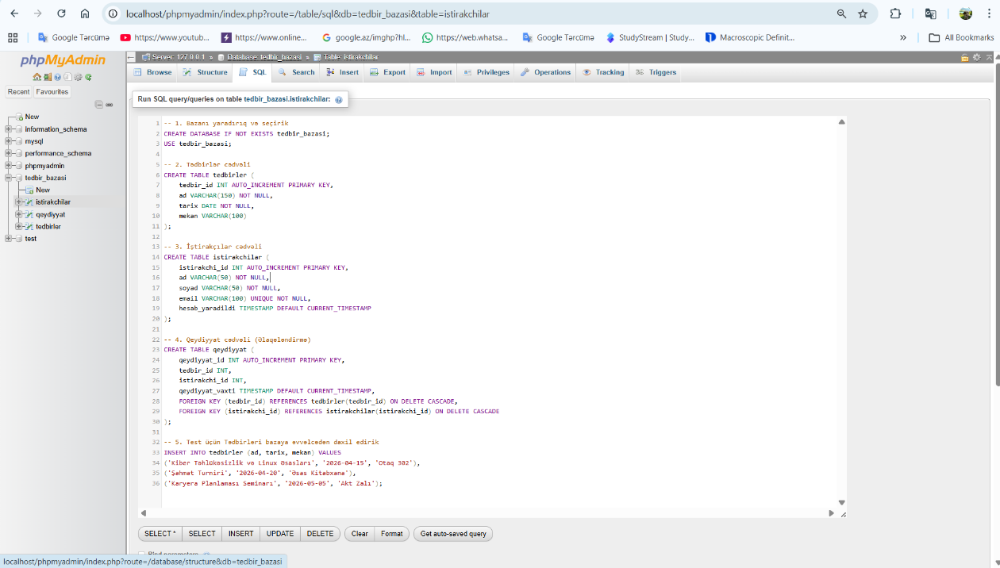 localhost/phpmyadmin/index.php?route=/table/sql&db=tedbir_bazasi&table=istirakchilar
Google Tərcümə
https://www.youtub...
https://www.online...
google.az/imghp?hl...
https://web.whatsa...
Google Tərcümə
StudyStream | Study...
Macroscopic Definit...
»
All Bookmarks
phpMyAdmin
Recent
Favourites
New
information_schema
mysql
performance_schema
phpmyadmin
tedbir_bazasi
New
istirakchilar
qeydiyyat
tedbirler
test
Server: 127.0.0.1 » Database: tedbir_bazasi » Table: istirakchilar
Browse
Structure
SQL
Search
Insert
Export
Import
Privileges
Operations
Tracking
Triggers
Run SQL query/queries on table tedbir_bazasi.istirakchilar:
1 -- 1. Bazanı yaradırıq və seçirik
2 CREATE DATABASE IF NOT EXISTS tedbir_bazasi;
3 USE tedbir_bazasi;
4
5 -- 2. Tədbirlər cədvəli
6 CREATE TABLE tedbirler (
7 tedbir_id INT AUTO_INCREMENT PRIMARY KEY,
8 ad VARCHAR(150) NOT NULL,
9 tarix DATE NOT NULL,
10 mekan VARCHAR(100)
11 );
12
13 -- 3. İştirakçılar cədvəli
14 CREATE TABLE istirakchilar (
15 istirakchi_id INT AUTO_INCREMENT PRIMARY KEY,
16 ad VARCHAR(50) NOT NULL,
17 soyad VARCHAR(50) NOT NULL,
18 email VARCHAR(100) UNIQUE NOT NULL,
19 hesab_yaradildi TIMESTAMP DEFAULT CURRENT_TIMESTAMP
20 );
21
22 -- 4. Qeydiyyat cədvəli (Əlaqələndirmə)
23 CREATE TABLE qeydiyyat (
24 qeydiyyat_id INT AUTO_INCREMENT PRIMARY KEY,
25 tedbir_id INT,
26 istirakchi_id INT,
27 qeydiyyat_vaxti TIMESTAMP DEFAULT CURRENT_TIMESTAMP,
28 FOREIGN KEY (tedbir_id) REFERENCES tedbirler(tedbir_id) ON DELETE CASCADE,
29 FOREIGN KEY (istirakchi_id) REFERENCES istirakchilar(istirakchi_id) ON DELETE CASCADE
30 );
31
32 -- 5. Test üçün Tədbirləri bazaya əvvəlcədən daxil edirik
33 INSERT INTO tedbirler (ad, tarix, mekan) VALUES
34 ('Kiber Təhlükəsizlik və Linux Əsasları', '2026-04-15', 'Otaq 302'),
35 ('Şahmat Turniri', '2026-04-20', 'Əsas Kitabxana'),
36 ('Karyera Planlaması Seminarı', '2026-05-05', 'Akt Zalı');
SELECT *
SELECT
INSERT
UPDATE
DELETE
Clear
Format
Get auto-saved query
Bind parameters
localhost/phpmyadmin/index.php?route=/database/structure&db=tedbir_bazasi